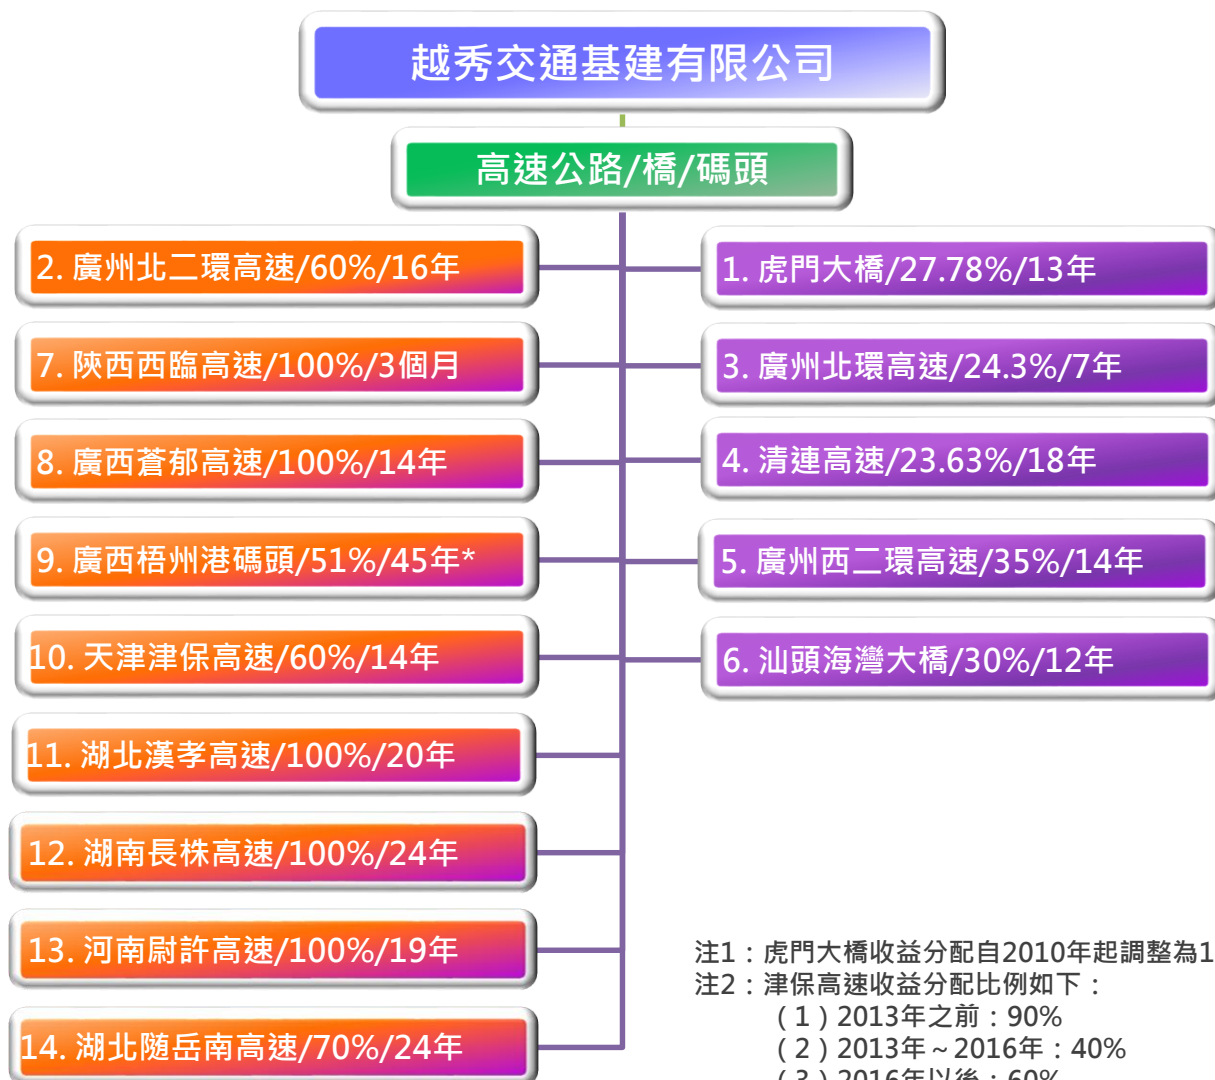 越秀交通基建有限公司
高速公路/橋/碼頭
2. 廣州北二環高速/60%/16年
7. 陝西西臨高速/100%/3個月
8. 廣西蒼郁高速/100%/14年
9. 廣西梧州港碼頭/51%/45年*
10. 天津津保高速/60%/14年
11. 湖北漢孝高速/100%/20年
12. 湖南長株高速/100%/24年
13. 河南尉許高速/100%/19年
14. 湖北随岳南高速/70%/24年
1. 虎門大橋/27.78%/13年
3. 廣州北環高速/24.3%/7年
4. 清連高速/23.63%/18年
5. 廣州西二環高速/35%/14年
6. 汕頭海灣大橋/30%/12年
注1：虎門大橋收益分配自2010年起調整為1
注2：津保高速收益分配比例如下：
（1）2013年之前：90%
（2）2013年～2016年：40%
（3）2016年以後：60%